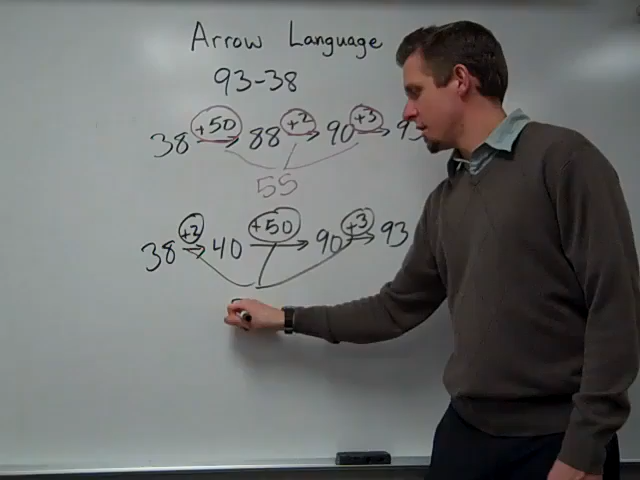 Arrow Language
93-38
38 +50→ 88 +2→ 90 +3→ 93
55
38 +2→ 40 +50→ 90 +3→ 93